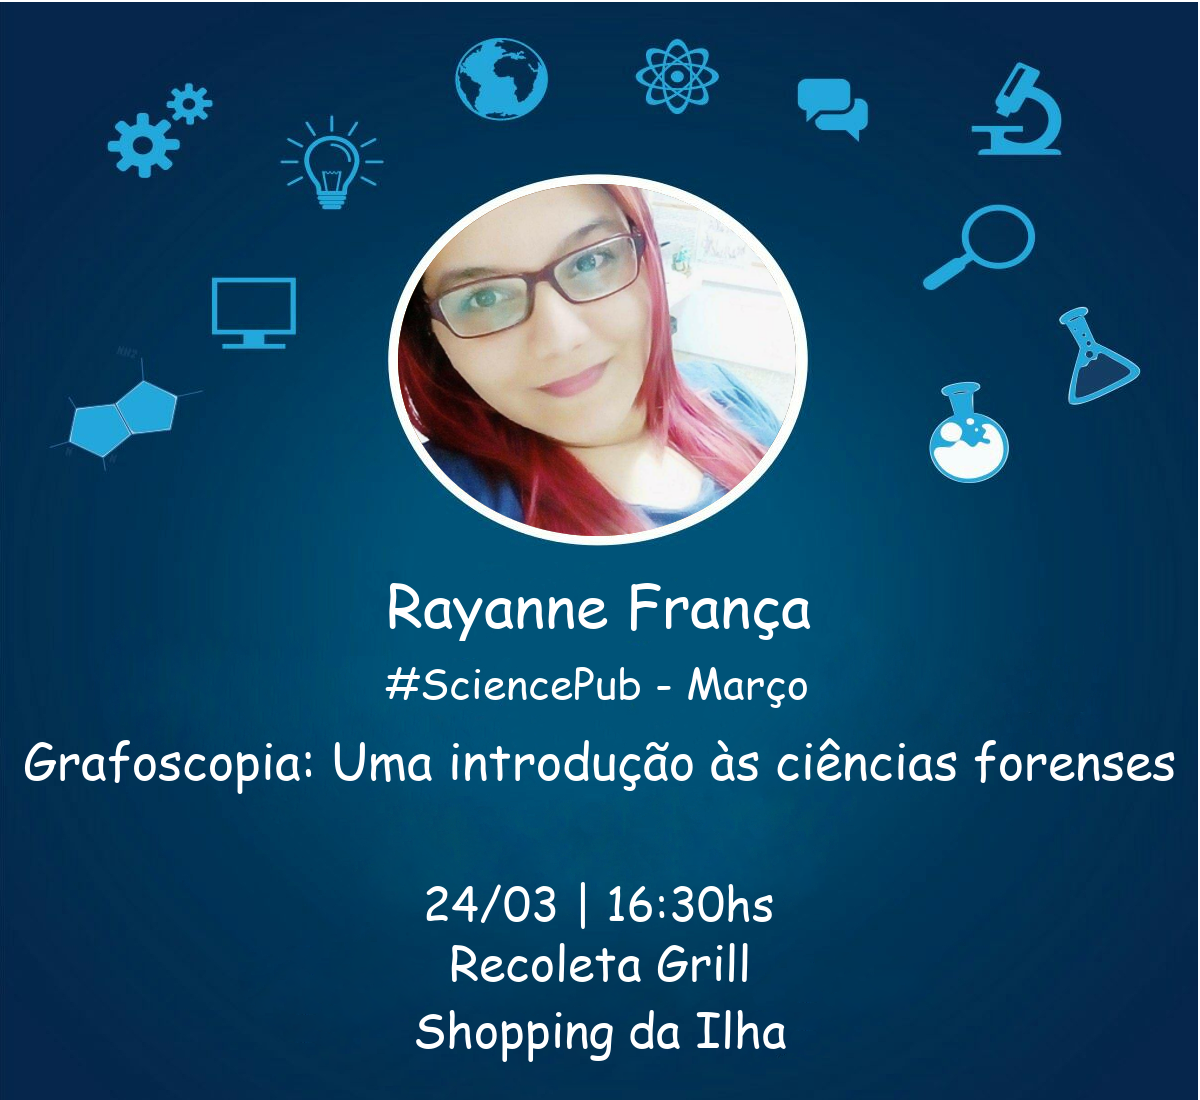 NH2
Rayanne França
#SciencePub - Março
Grafoscopia: Uma introdução às ciências forenses
24/03 | 16:30hs
Recoleta Grill
Shopping da Ilha